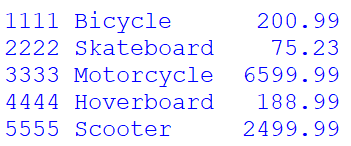 1111 Bicycle      200.99
2222 Skateboard    75.23
3333 Motorcycle  6599.99
4444 Hoverboard   188.99
5555 Scooter     2499.99